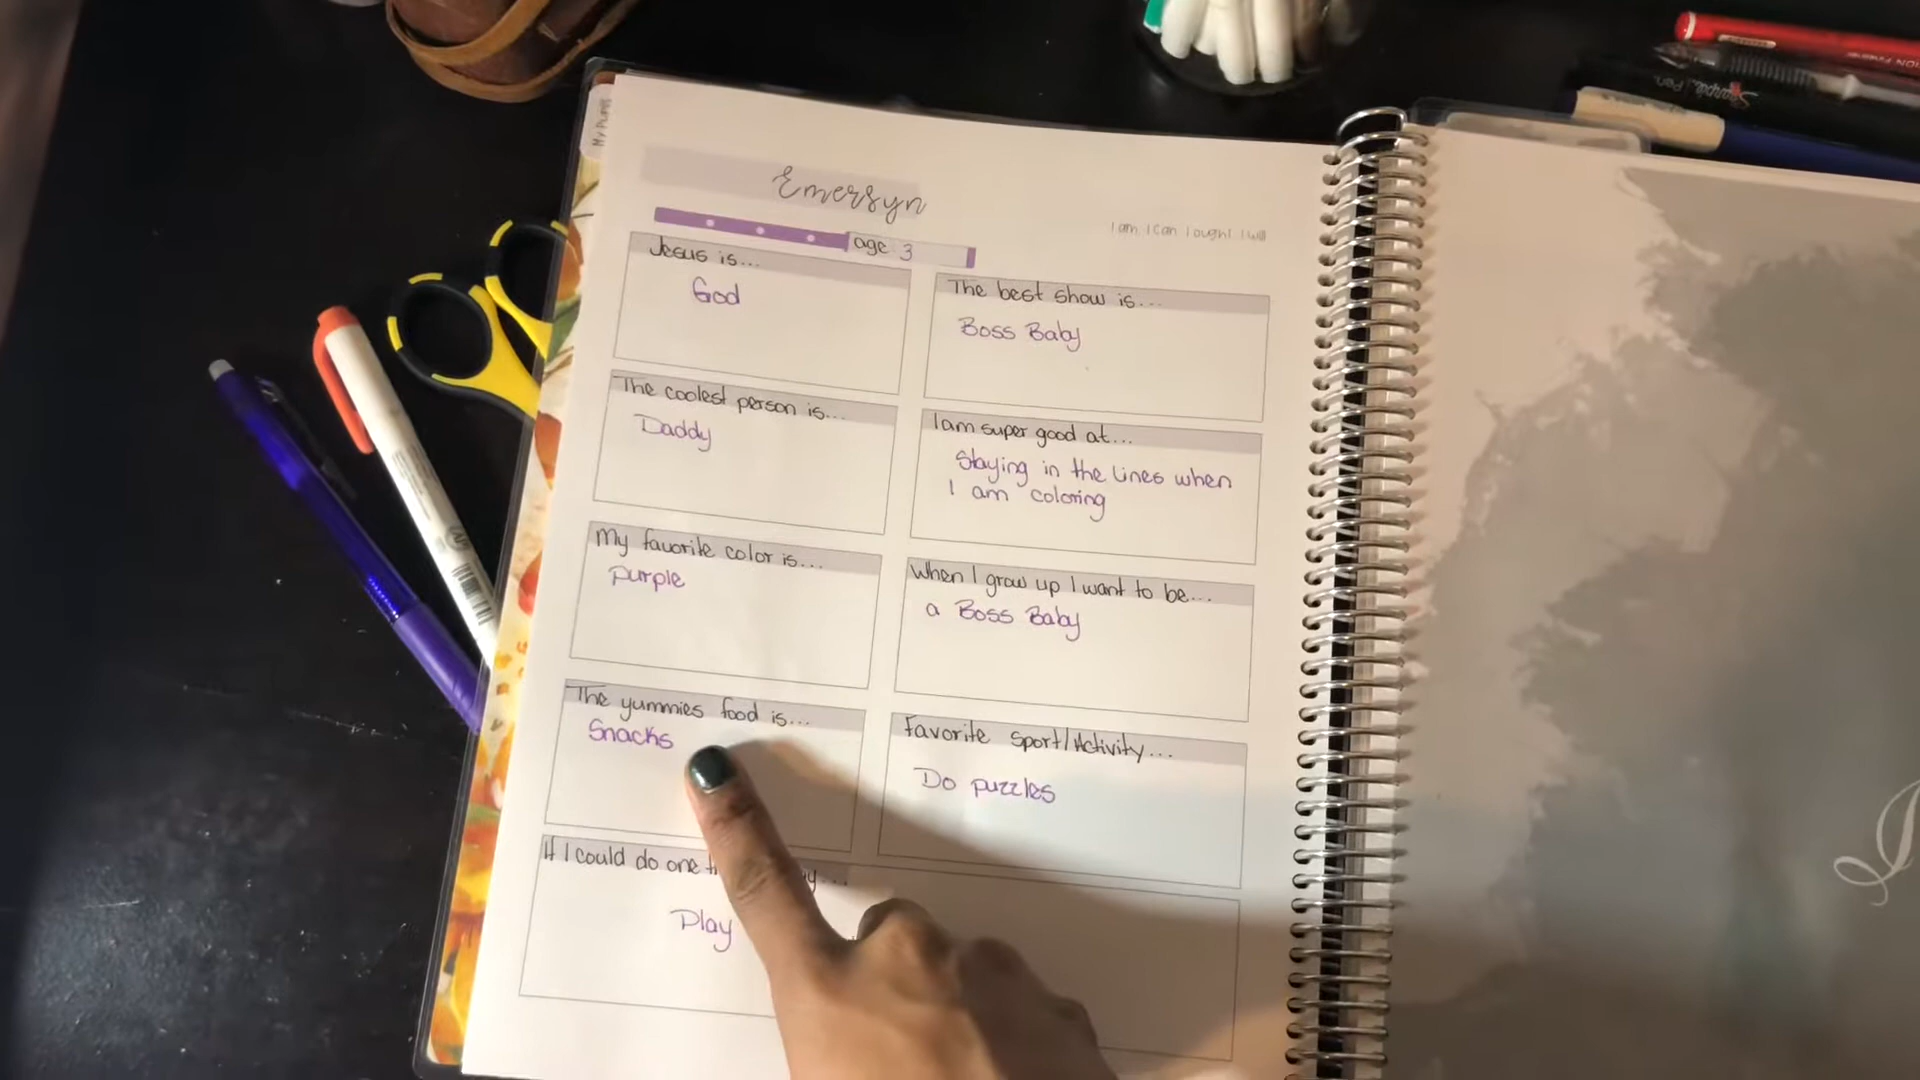 My Pupils
Emersyn
age 3
I am I can I ought I will
Jesus is...
God
The best show is...
Boss Baby
The coolest person is...
Daddy
I am super good at...
Staying in the lines when
I am coloring
My favorite color is...
purple
When I grow up I want to be...
a Boss Baby
The yummies food is...
Snacks
Favorite Sport/Activity...
Do puzzles
If I could do one
Play
Pen